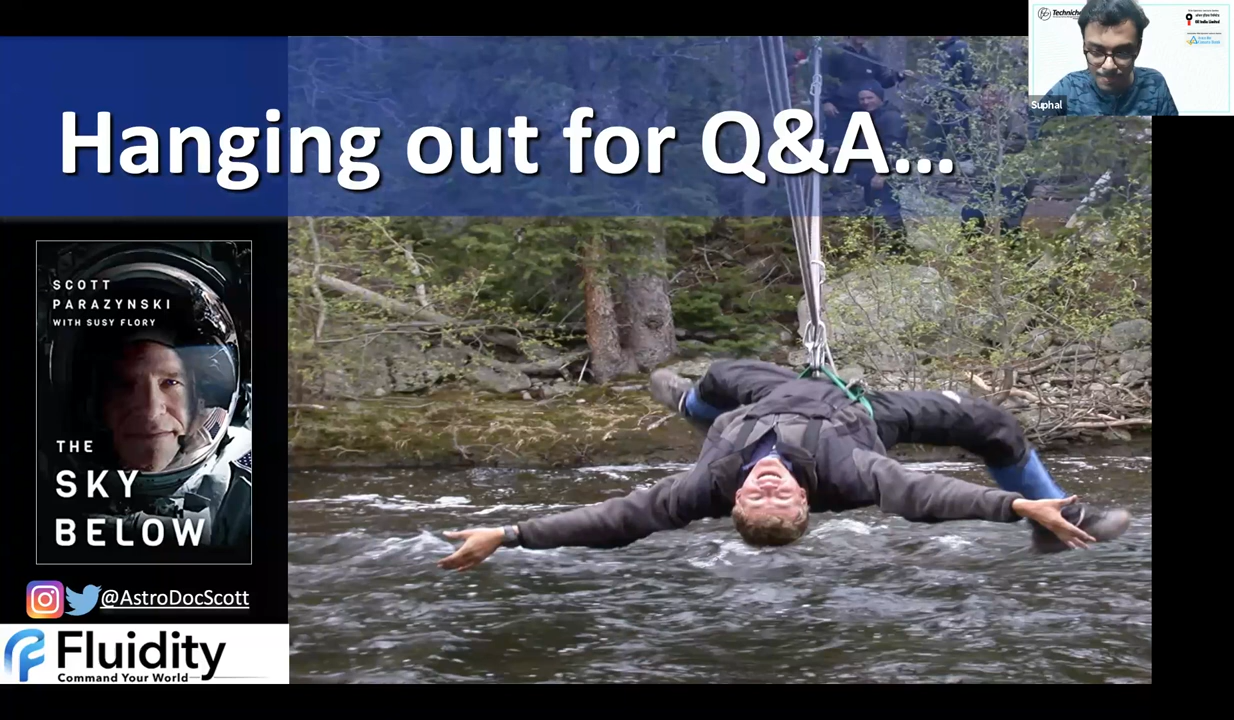 Hanging out for Q&A...
SCOTT
PARAZYNSKI
WITH SUSY FLORY
THE
SKY
BELOW
@AstroDocScott
Fluidity
Command Your World
Suphal